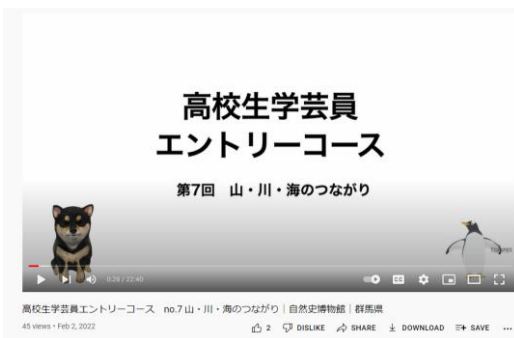 高校生学芸員
エントリーコース
第7回 山・川・海のつながり
0:28 / 22:40
高校生学芸員エントリーコース no.7 山・川・海のつながり｜自然史博物館｜群馬県
45 views • Feb 2, 2022
2 DISLIKE SHARE DOWNLOAD SAVE